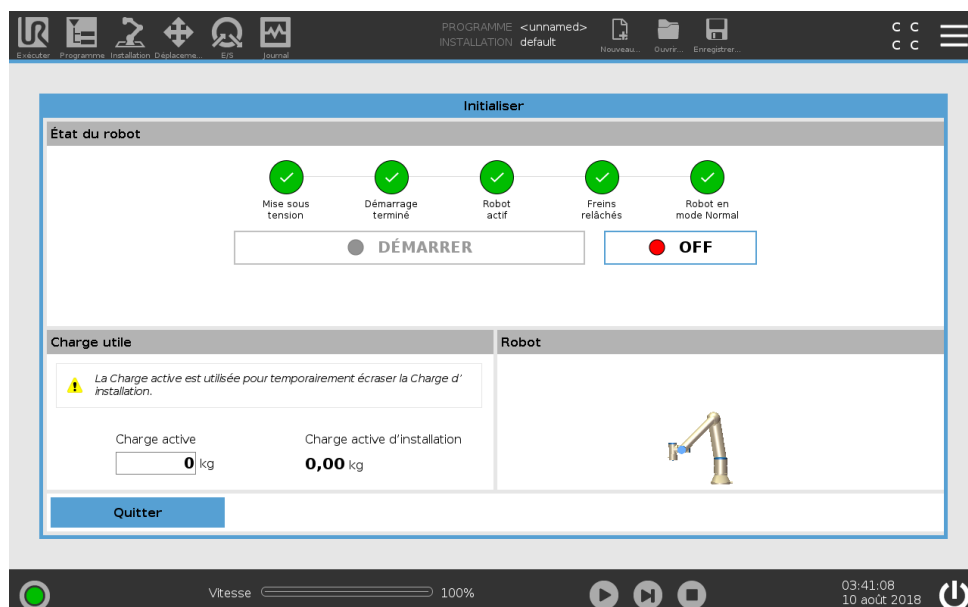 PROGRAMME <unnamed>
INSTALLATION default
C C
C C
UR
Exécuter
Programme
Installation
Déplaceme...
E/S
Journal
Nouveau...
Ouvrir...
Enregistrer...
Initialiser
État du robot
Mise sous
tension
Démarrage
terminé
Robot
actif
Freins
relâchés
Robot en
mode Normal
DÉMARRER
OFF
Charge utile
Robot
La Charge active est utilisée pour temporairement écraser la Charge d'
installation.
Charge active
Charge active d'installation
0 kg
0,00 kg
Quitter
Vitesse
100%
03:41:08
10 août 2018